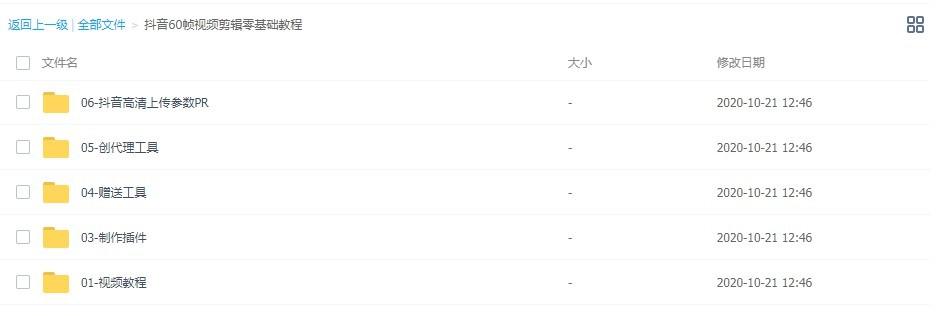 返回上一级 | 全部文件 > 抖音60帧视频剪辑零基础教程
文件名 大小 修改日期
06-抖音高清上传参数PR - 2020-10-21 12:46
05-创代理工具 - 2020-10-21 12:46
04-赠送工具 - 2020-10-21 12:46
03-制作插件 - 2020-10-21 12:46
01-视频教程 - 2020-10-21 12:46